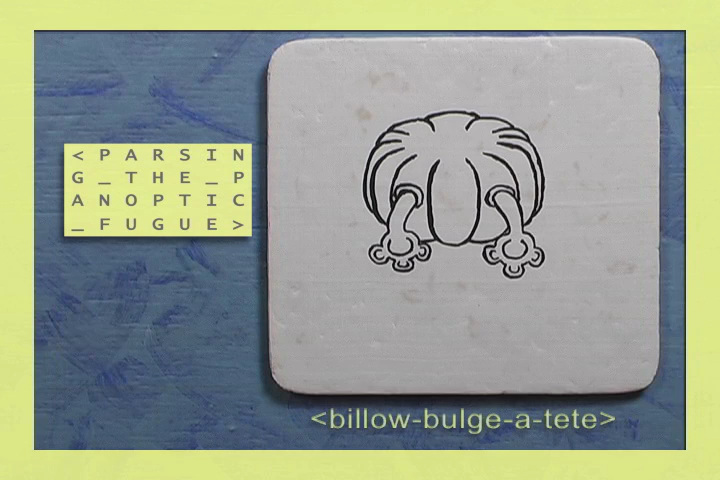 < P A R S I N
G _ T H E _ P
A N O P T I C
_ F U G U E >
<billow-bulge-a-tete>